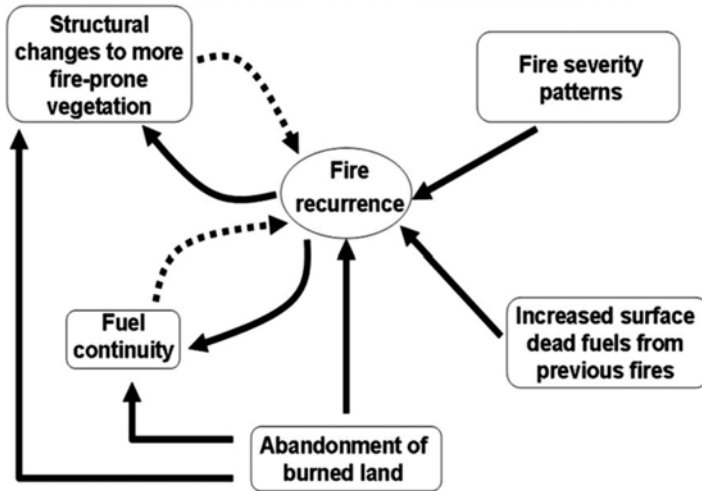 Structural
changes to more
fire-prone
vegetation
Fire severity
patterns
Fire
recurrence
Fuel
continuity
Increased surface
dead fuels from
previous fires
Abandonment of
burned land